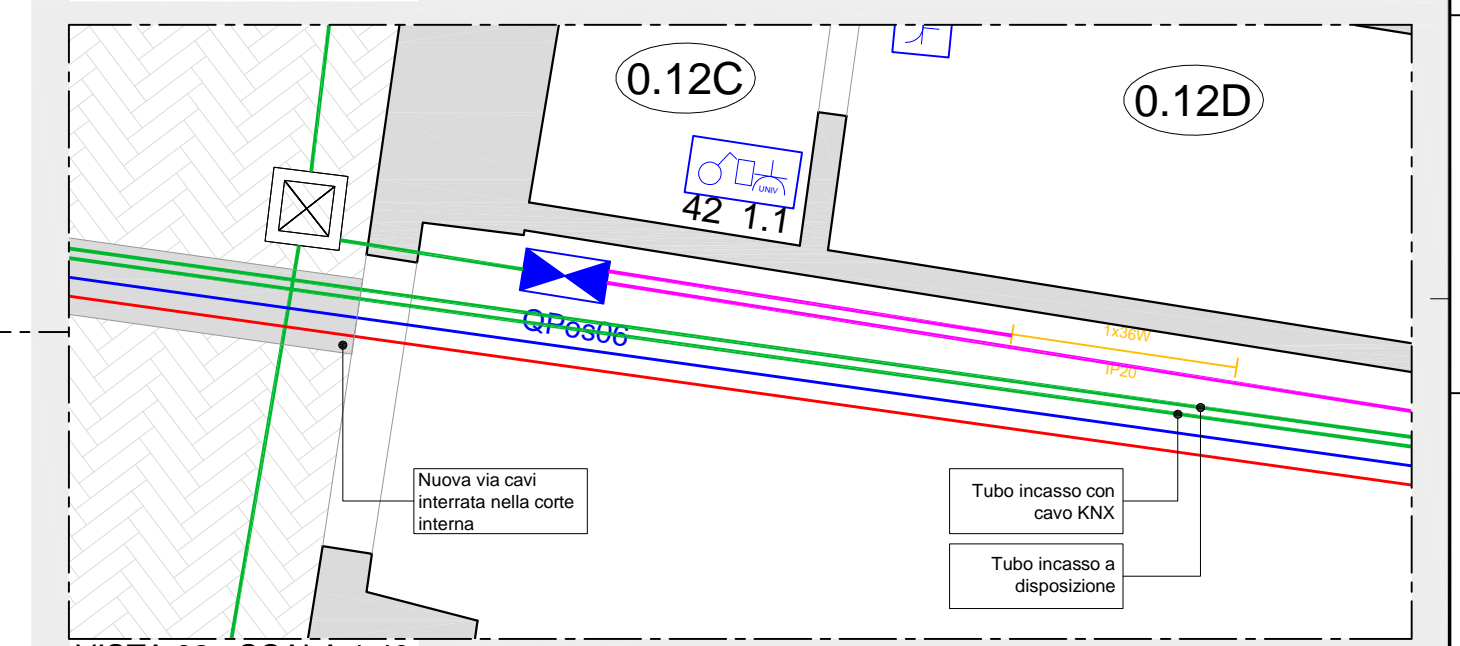 0.12C
0.12D
UNIV
42 1.1
QPos06
1x36W
IP20
Nuova via cavi
interrata nella corte
interna
Tubo incasso con
cavo KNX
Tubo incasso a
disposizione